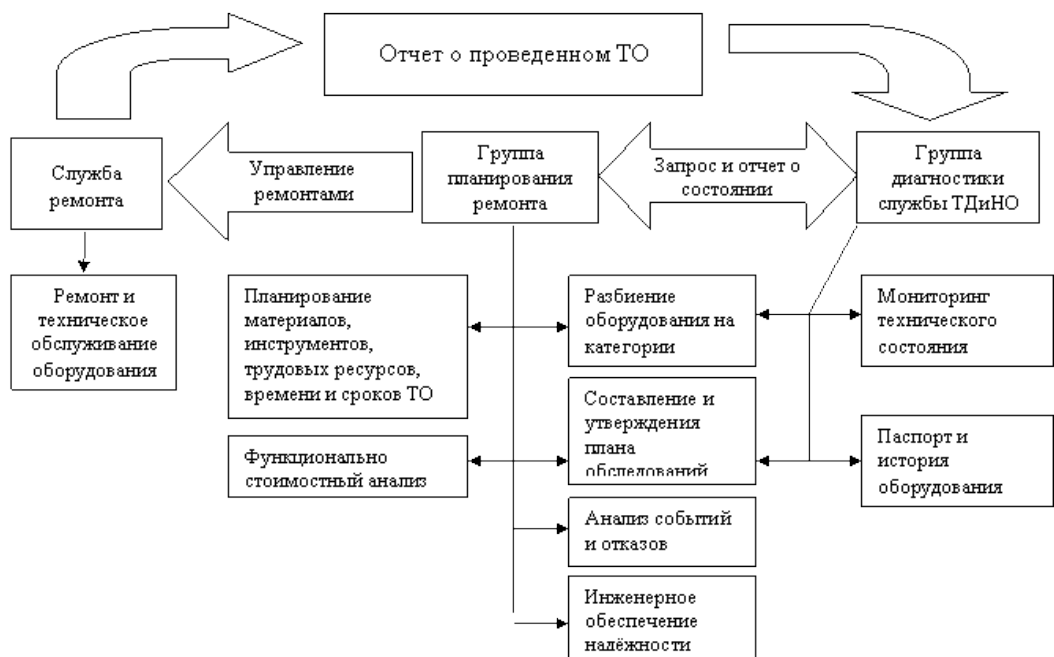 Отчет о проведенном ТО
Служба
ремонта
Управление
ремонтами
Группа
планирования
ремонта
Запрос и отчет о
состоянии
Группа
диагностики
службы ТДиНО
Ремонт и
техническое
обслуживание
оборудования
Планирование
материалов,
инструментов,
трудовых ресурсов,
времени и сроков ТО
Разбиение
оборудования на
категории
Мониторинг
технического
состояния
Функционально
стоимостный анализ
Составление и
утверждения
плана
обследований
Паспорт и
история
оборудования
Анализ событий
и отказов
Инженерное
обеспечение
надёжности